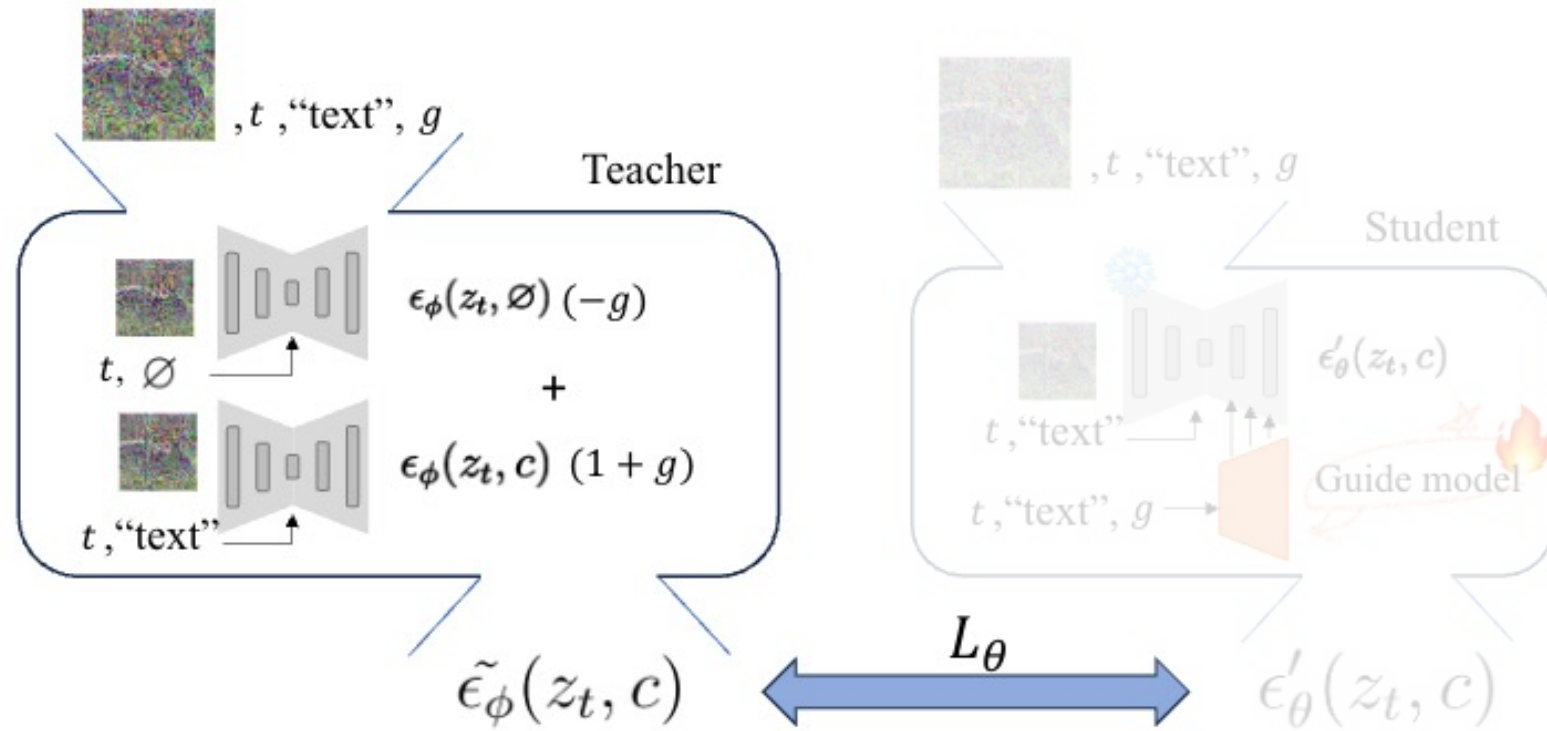 , t ,“text”, g
Teacher
ϵ_ϕ(z_t, ∅) (−g)
t, ∅
+
ϵ_ϕ(z_t, c) (1 + g)
t ,“text”
ϵ̃_ϕ(z_t, c)
L_θ
, t ,“text”, g
Student
ϵ′_θ(z_t, c)
t ,“text”
Guide model
t ,“text”, g
ϵ′_θ(z_t, c)